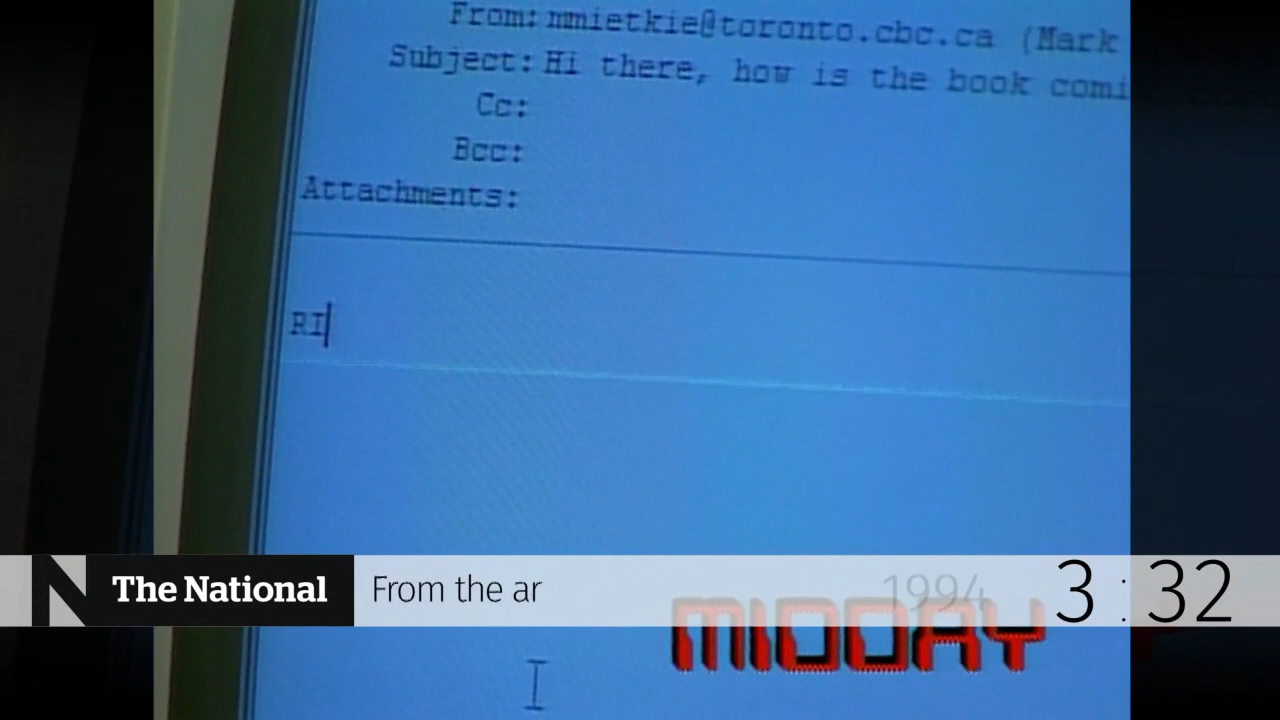 From: mmietkie@toronto.cbc.ca (Mark
Subject: Hi there, how is the book comi
Cc:
Bcc:
Attachments:
RI
The National
From the ar
1994
3:32
MIDDAY